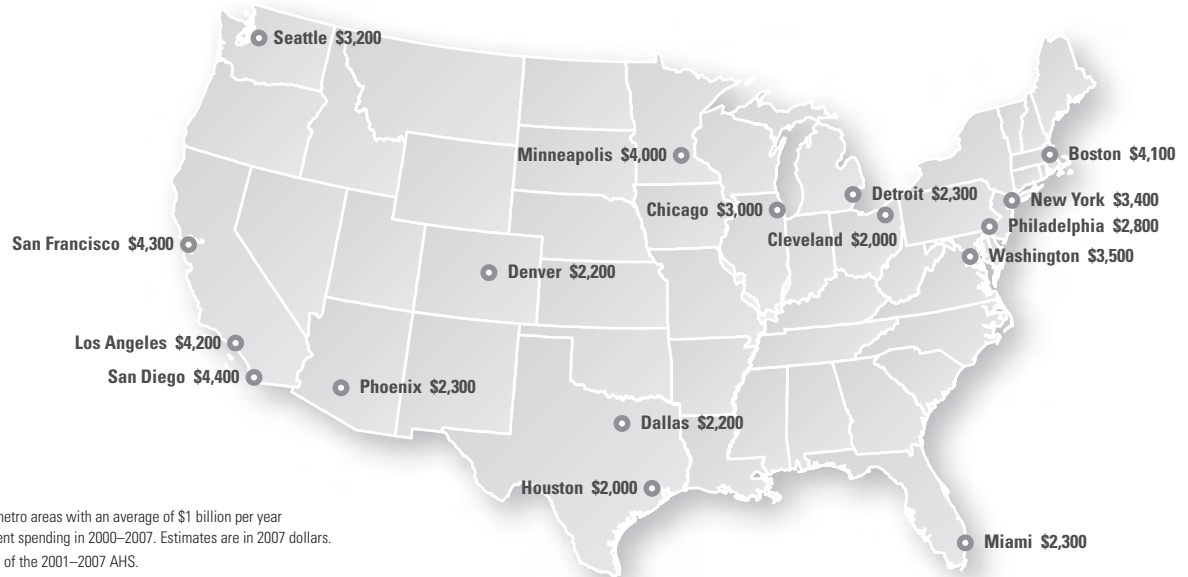 Seattle $3,200
Minneapolis $4,000
Boston $4,100
Detroit $2,300
New York $3,400
Chicago $3,000
Philadelphia $2,800
Cleveland $2,000
San Francisco $4,300
Washington $3,500
Denver $2,200
Los Angeles $4,200
San Diego $4,400
Phoenix $2,300
Dallas $2,200
Houston $2,000
metro areas with an average of $1 billion per year
spending in 2000–2007. Estimates are in 2007 dollars.
of the 2001–2007 AHS.
Miami $2,300